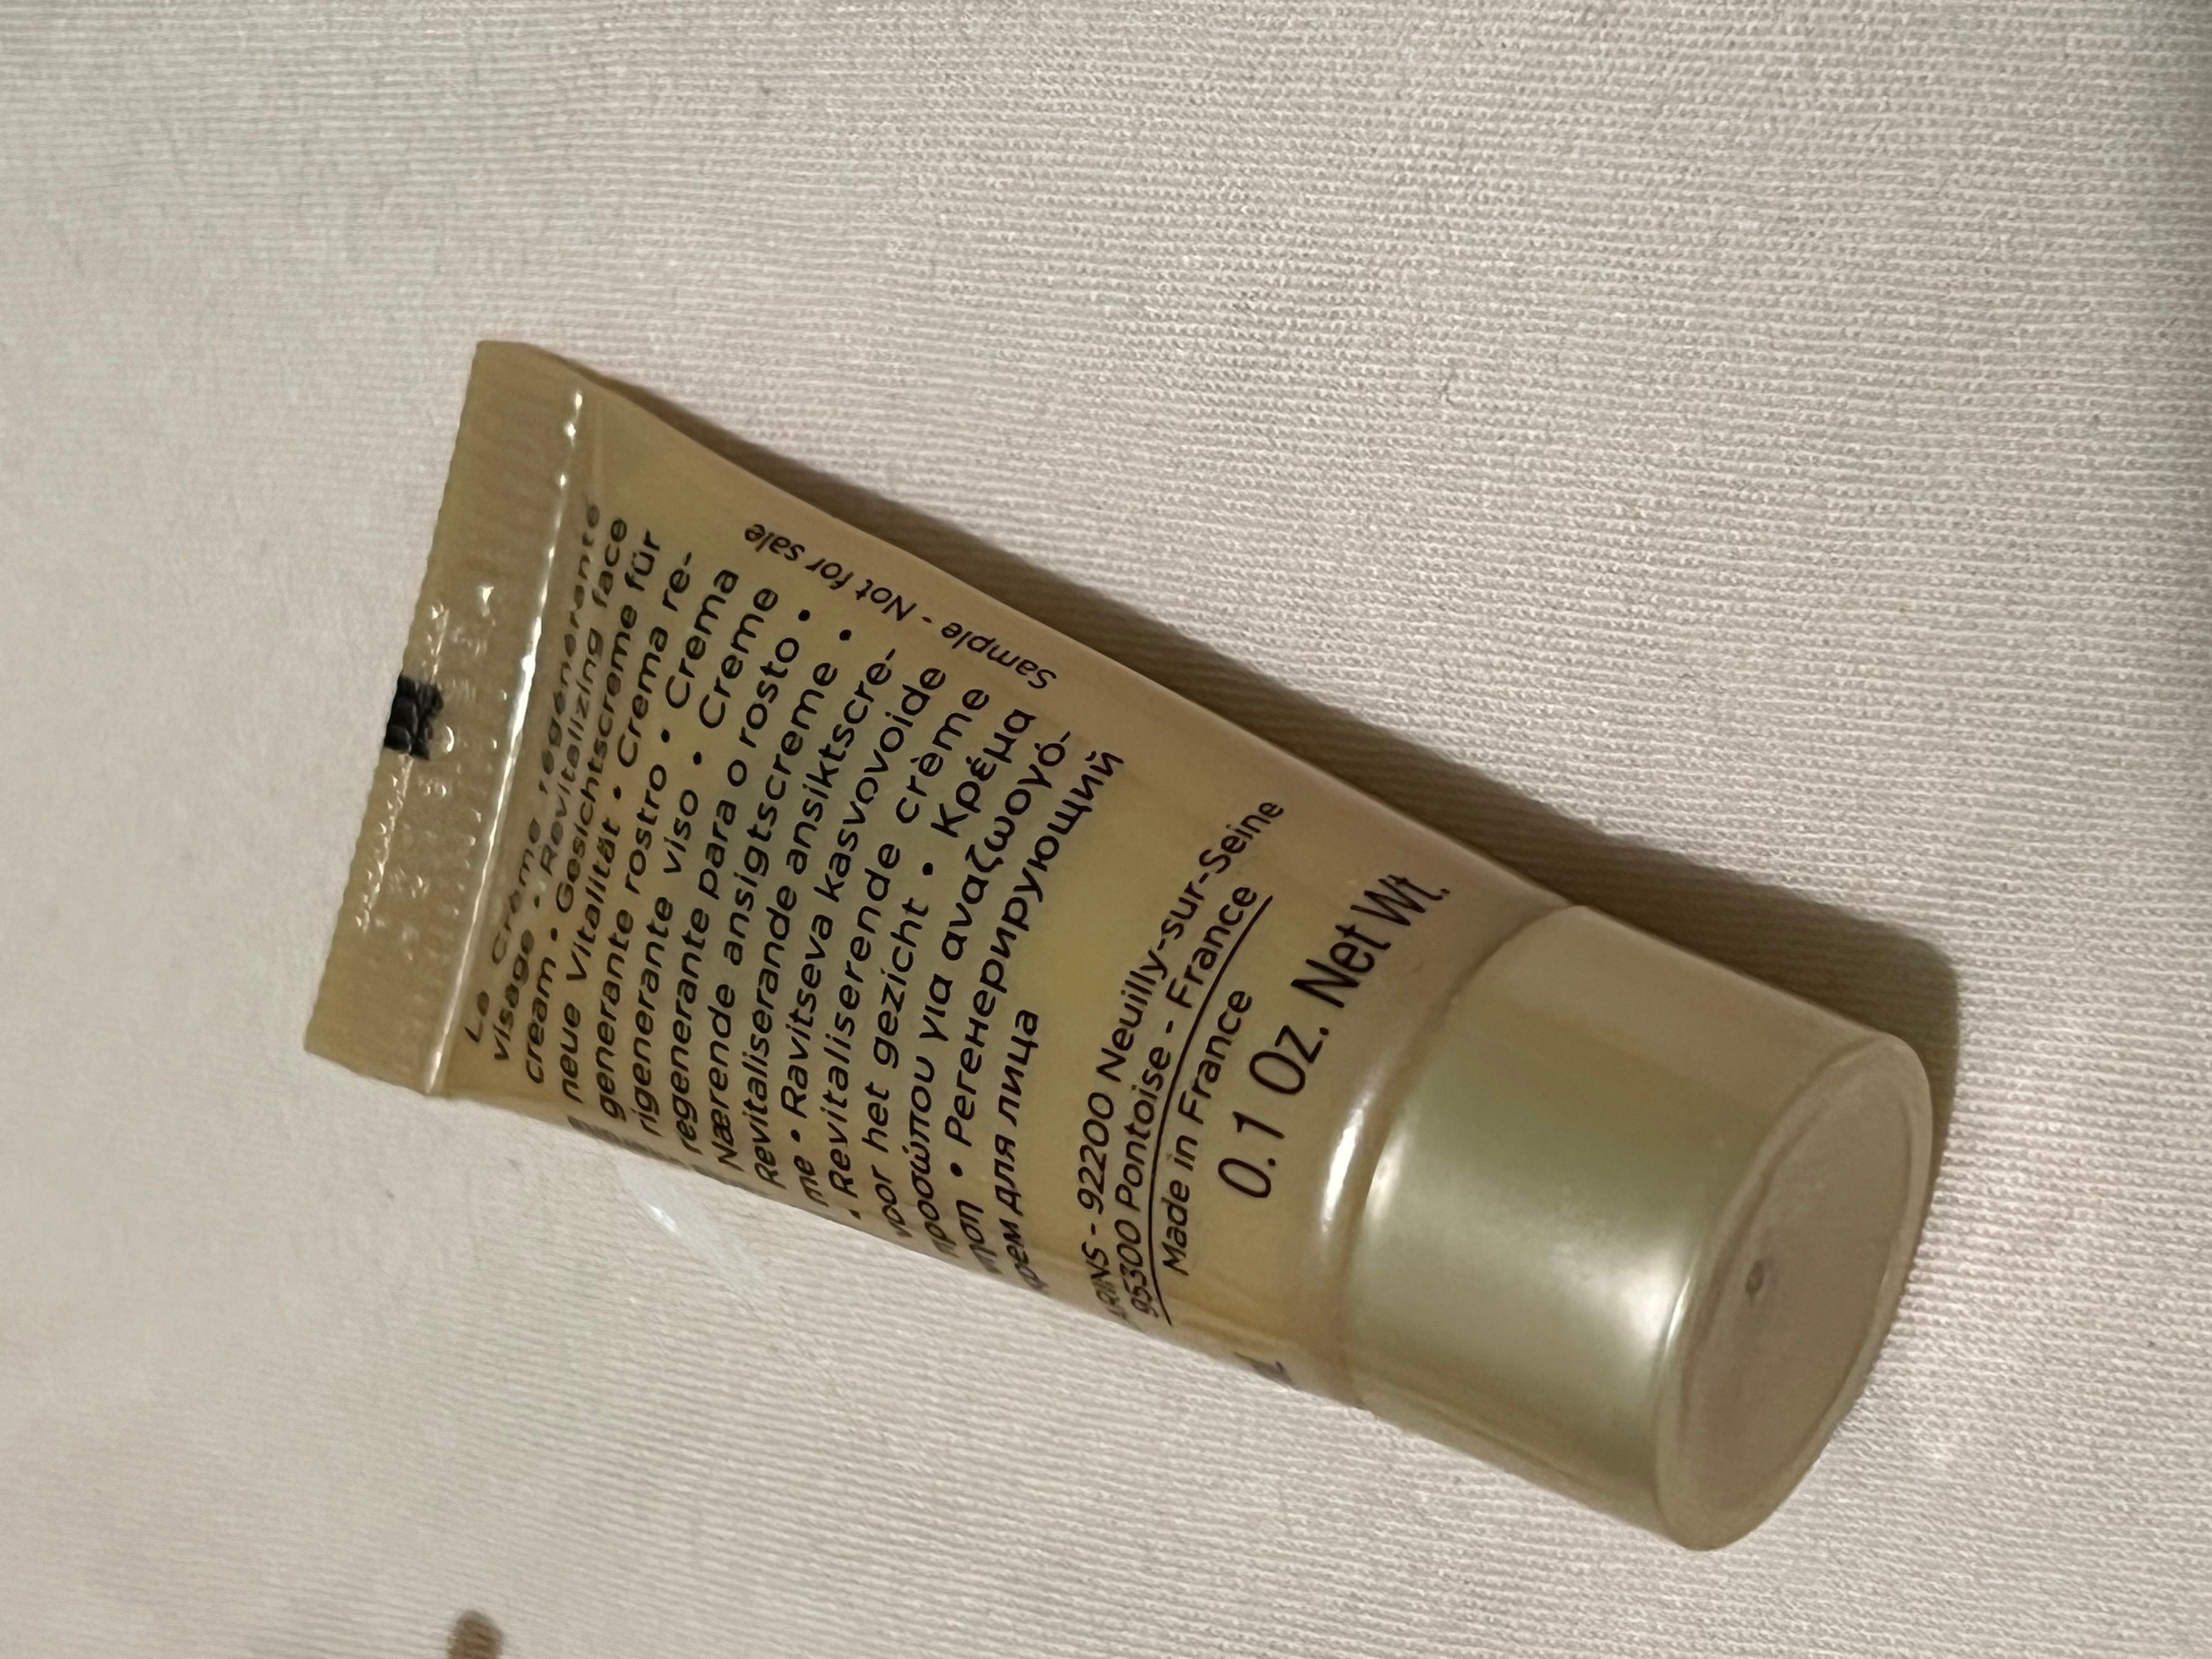 La Crème régénérante
visage • Revitalizing face
cream • Gesichtscreme für
neue Vitalität • Crema re-
generante rostro • Crema
rigenerante viso • Creme
regenerante para o rosto •
Nærende ansigtscreme •
Revitaliserande ansiktscre-
me • Ravitseva kasvovoide
• Revitaliserende crème
voor het gezicht • Κρέμα
προσώπου για αναζωογό-
νηση • Регенерирующий
крем для лица
Sample - Not for sale
- 92200 Neuilly-sur-Seine
95300 Pontoise - France
Made in France
0.1 Oz. Net Wt.